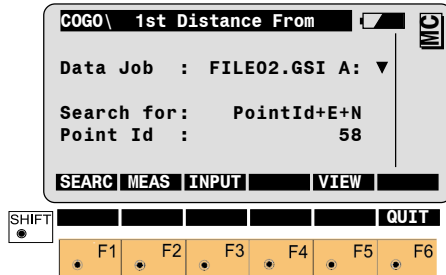 COGO\ 1st Distance From
MC
Data Job : FILE02.GSI A:
Search for: PointId+E+N
Point Id : 58
SEARC MEAS INPUT VIEW
SHIFT QUIT
F1 F2 F3 F4 F5 F6